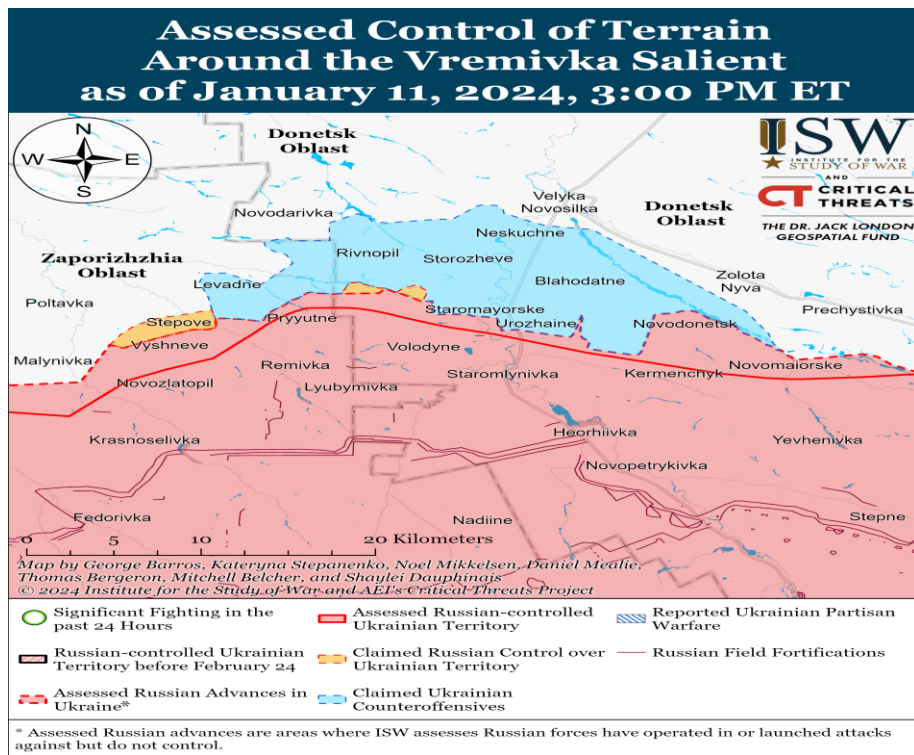 Assessed Control of Terrain
Around the Vremivka Salient
as of January 11, 2024, 3:00 PM ET
N
W E
S
Donetsk
Oblast
ISW
INSTITUTE FOR THE
STUDY OF WAR
AND
CT CRITICAL
THREATS
THE DR. JACK LONDON
GEOSPATIAL FUND
Velyka
Novosilka
Novodarivka
Donetsk
Oblast
Neskuchne
Rivnopil
Storozheve
Zaporizhzhia
Oblast
Levadne
Blahodatne
Zolota
Nyva
Poltavka
Stepove
Pryyutne
Staromayorske
Urozhaine
Novodonetsk
Prechystivka
Vyshneve
Malynivka
Volodyne
Remivka
Novomaiorske
Novozlatopil
Lyubymivka
Staromlynivka
Kermenchyk
Krasnoselivka
Heorhiivka
Yevhenivka
Novopetrykivka
Fedorivka
Nadiine
Stepne
0 5 10 20 Kilometers
Map by George Barros, Kateryna Stepanenko, Noel Mikkelsen, Daniel Mealie,
Thomas Bergeron, Mitchell Belcher, and Shaylei Dauphinais
© 2024 Institute for the Study of War and AEI's Critical Threats Project
Significant Fighting in the
past 24 Hours
Assessed Russian-controlled
Ukrainian Territory
Reported Ukrainian Partisan
Warfare
Russian-controlled Ukrainian
Territory before February 24
Claimed Russian Control over
Ukrainian Territory
Russian Field Fortifications
Assessed Russian Advances in
Ukraine*
Claimed Ukrainian
Counteroffensives
* Assessed Russian advances are areas where ISW assesses Russian forces have operated in or launched attacks
against but do not control.